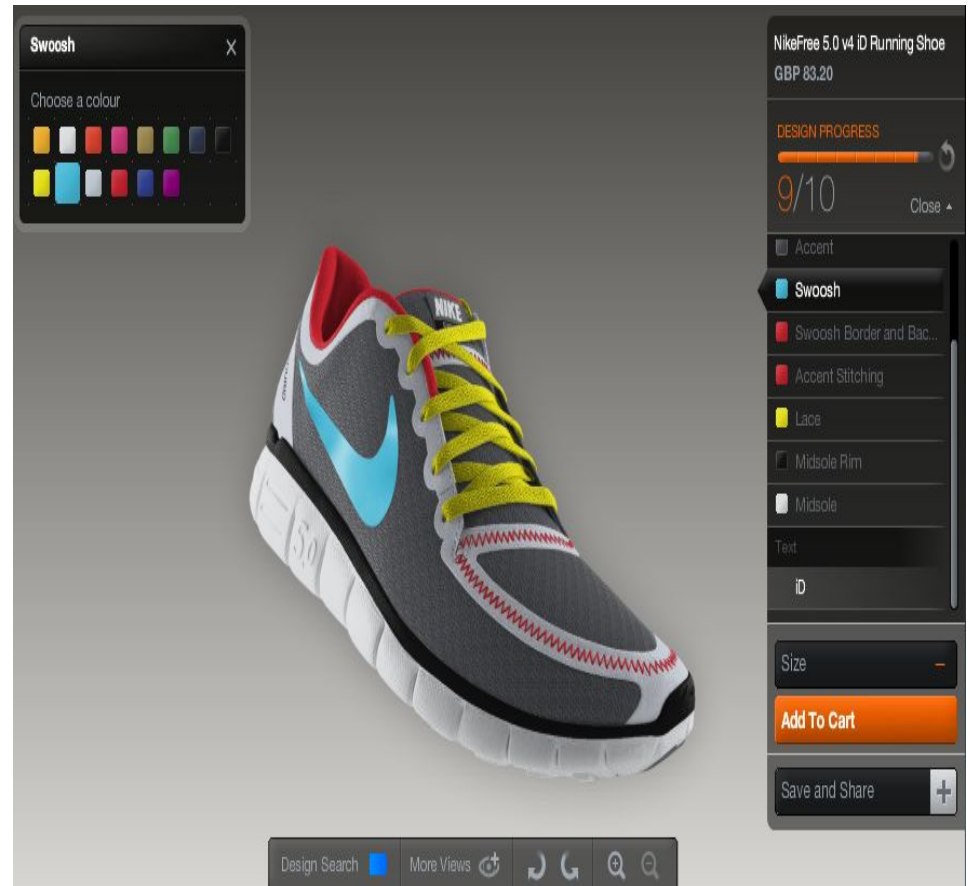 Swoosh X
Choose a colour
NikeFree 5.0 v4 iD Running Shoe
GBP 83.20
DESIGN PROGRESS
9/10
Close
Accent
Swoosh
Swoosh Border and Bac...
Accent Stitching
Lace
Midsole Rim
Midsole
Text
iD
Size
Add To Cart
Save and Share
NIKE
5.0
Design Search
More Views